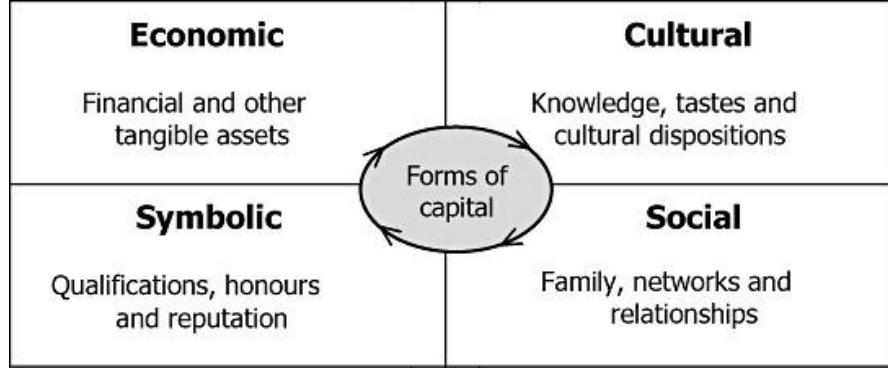 Economic
Financial and other
tangible assets
Cultural
Knowledge, tastes and
cultural dispositions
Forms of
capital
Symbolic
Qualifications, honours
and reputation
Social
Family, networks and
relationships